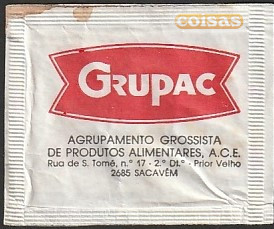 coisas
GRUPAC
AGRUPAMENTO GROSSISTA
DE PRODUTOS ALIMENTARES, A.C.E.
Rua de S. Tomé, n.º 17 - 2.º Dt.º - Prior Velho
2685 SACAVÉM